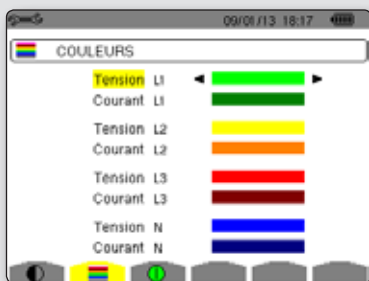 09/01/13 18:17
COULEURS
Tension L1
Courant L1
Tension L2
Courant L2
Tension L3
Courant L3
Tension N
Courant N